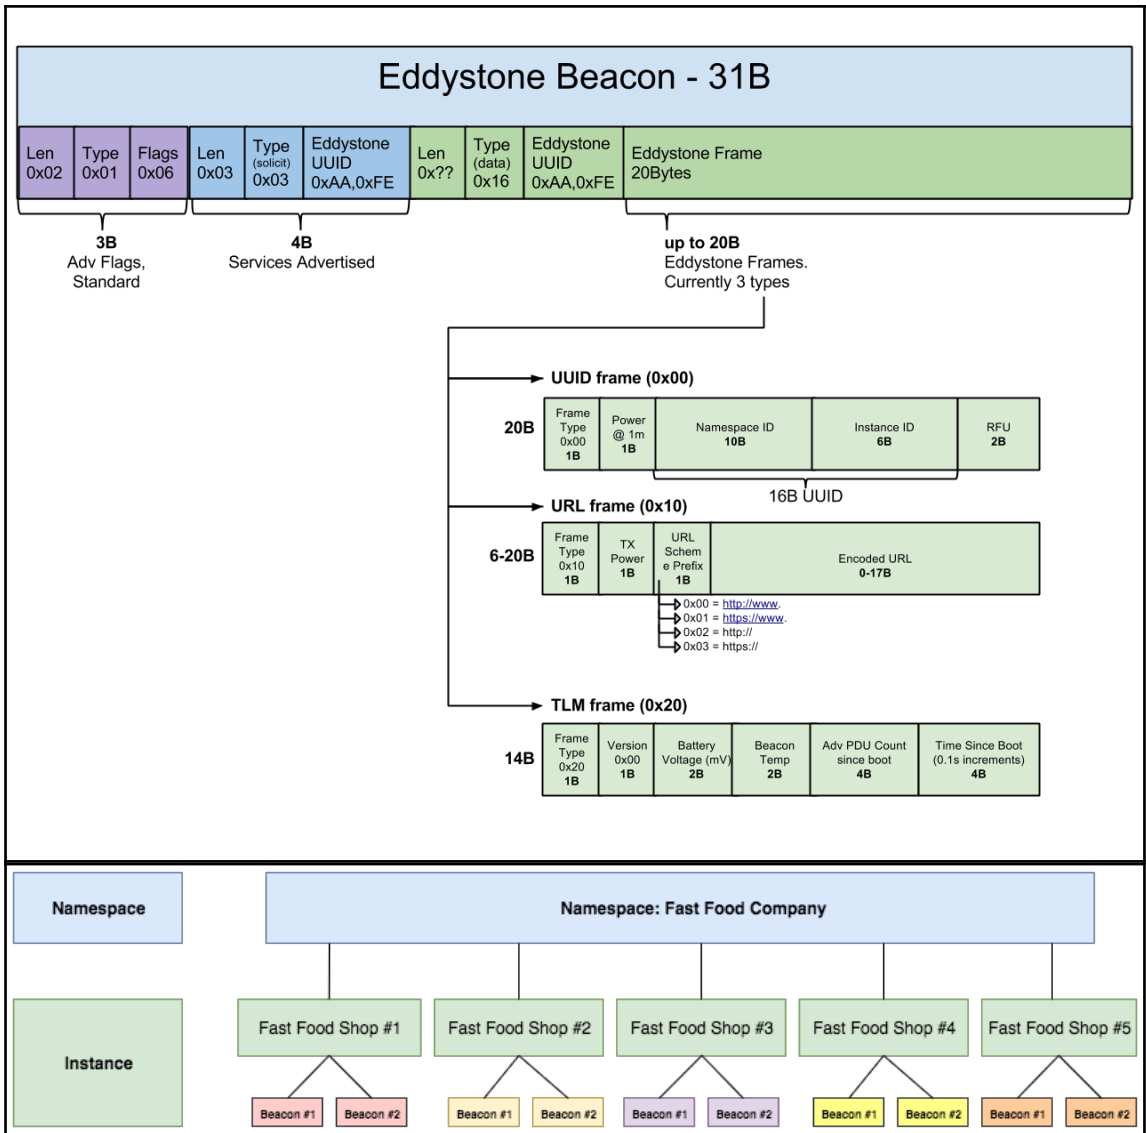 Eddystone Beacon - 31B
Len
0x02
Type
0x01
Flags
0x06
Len
0x03
Type
(solicit)
0x03
Eddystone
UUID
0xAA,0xFE
Len
0x??
Type
(data)
0x16
Eddystone
UUID
0xAA,0xFE
Eddystone Frame
20Bytes
3B
Adv Flags,
Standard
4B
Services Advertised
up to 20B
Eddystone Frames.
Currently 3 types
UUID frame (0x00)
20B
Frame
Type
0x00
1B
Power
@ 1m
1B
Namespace ID
10B
Instance ID
6B
RFU
2B
16B UUID
URL frame (0x10)
6-20B
Frame
Type
0x10
1B
TX
Power
1B
URL
Schem
e Prefix
1B
Encoded URL
0-17B
0x00 = http://www.
0x01 = https://www.
0x02 = http://
0x03 = https://
TLM frame (0x20)
14B
Frame
Type
0x20
1B
Version
0x00
1B
Battery
Voltage (mV)
2B
Beacon
Temp
2B
Adv PDU Count
since boot
4B
Time Since Boot
(0.1s increments)
4B
Namespace
Namespace: Fast Food Company
Instance
Fast Food Shop #1
Fast Food Shop #2
Fast Food Shop #3
Fast Food Shop #4
Fast Food Shop #5
Beacon #1
Beacon #2
Beacon #1
Beacon #2
Beacon #1
Beacon #2
Beacon #1
Beacon #2
Beacon #1
Beacon #2